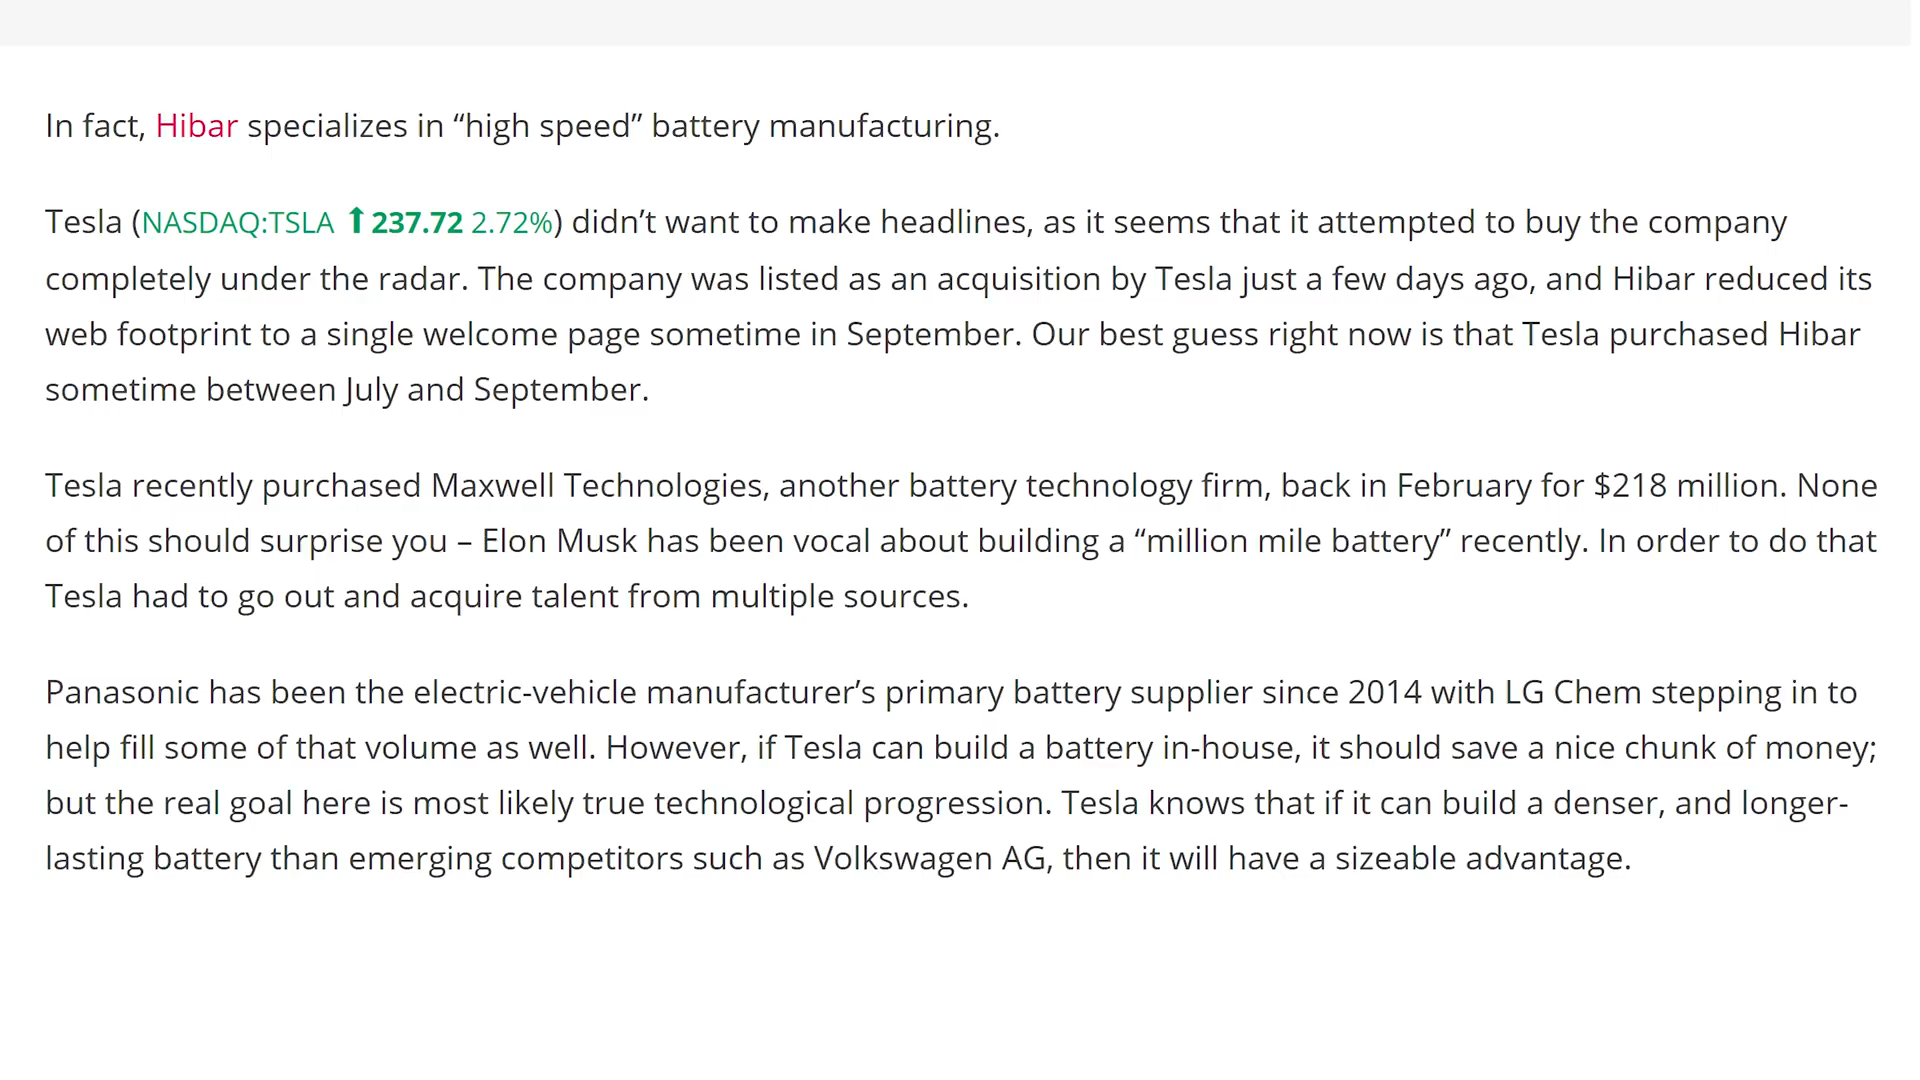 In fact, Hibar specializes in “high speed” battery manufacturing.
Tesla (NASDAQ:TSLA ⬆237.72 2.72%) didn’t want to make headlines, as it seems that it attempted to buy the company
completely under the radar. The company was listed as an acquisition by Tesla just a few days ago, and Hibar reduced its
web footprint to a single welcome page sometime in September. Our best guess right now is that Tesla purchased Hibar
sometime between July and September.
Tesla recently purchased Maxwell Technologies, another battery technology firm, back in February for $218 million. None
of this should surprise you – Elon Musk has been vocal about building a “million mile battery” recently. In order to do that
Tesla had to go out and acquire talent from multiple sources.
Panasonic has been the electric-vehicle manufacturer’s primary battery supplier since 2014 with LG Chem stepping in to
help fill some of that volume as well. However, if Tesla can build a battery in-house, it should save a nice chunk of money;
but the real goal here is most likely true technological progression. Tesla knows that if it can build a denser, and longer-
lasting battery than emerging competitors such as Volkswagen AG, then it will have a sizeable advantage.